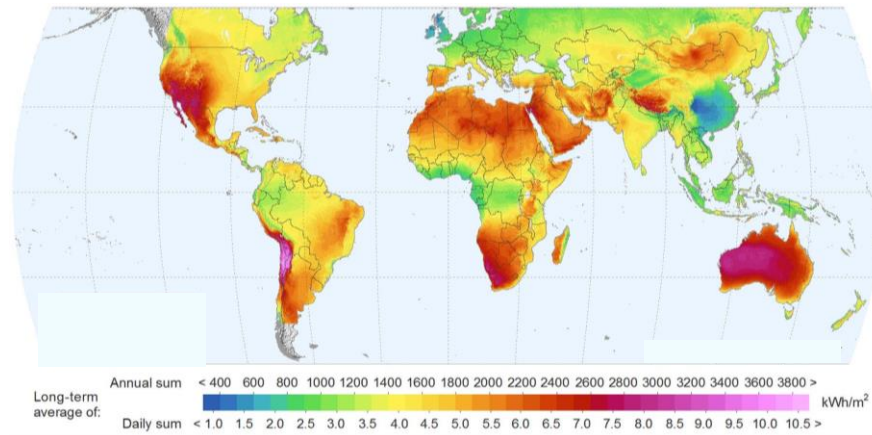 Annual sum < 400 600 800 1000 1200 1400 1600 1800 2000 2200 2400 2600 2800 3000 3200 3400 3600 3800 >
Long-term average of: kWh/m²
Daily sum < 1.0 2.0 2.5 3.0 3.5 4.0 4.5 5.0 5.5 6.0 6.5 7.0 7.5 8.0 8.5 9.0 9.5 10.0 10.5 >